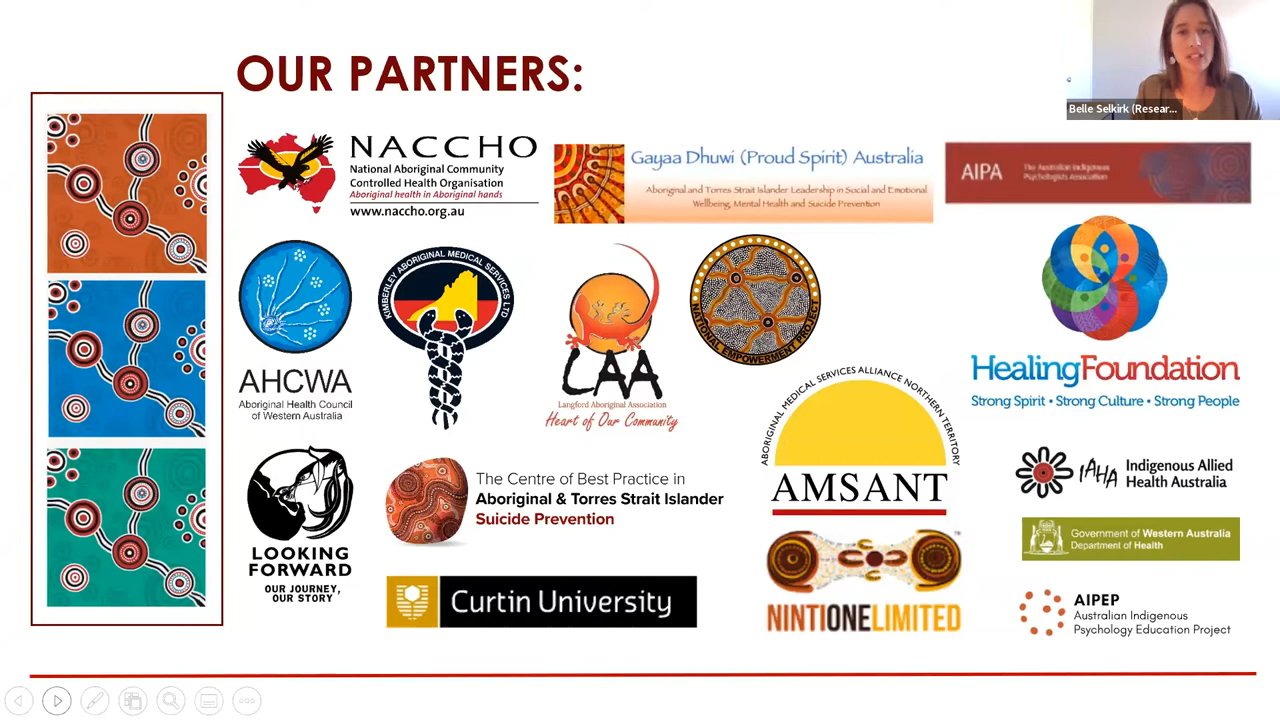 OUR PARTNERS:
Belle Selkirk (Resear...
NACCHO
National Aboriginal Community
Controlled Health Organisation
Aboriginal health in Aboriginal hands
www.naccho.org.au
Gayaa Dhuwi (Proud Spirit) Australia
Aboriginal and Torres Strait Islander Leadership in Social and Emotional
Wellbeing, Mental Health and Suicide Prevention
AIPA
The Australian Indigenous
Psychologists Association
AHCWA
Aboriginal Health Council
of Western Australia
KIMBERLEY ABORIGINAL MEDICAL SERVICES LTD
LAA
Langford Aboriginal Association
Heart of Our Community
NATIONAL EMPOWERMENT PROJECT
HealingFoundation
Strong Spirit • Strong Culture • Strong People
ABORIGINAL MEDICAL SERVICES ALLIANCE NORTHERN TERRITORY
AMSANT
LOOKING
FORWARD
OUR JOURNEY,
OUR STORY
The Centre of Best Practice in
Aboriginal & Torres Strait Islander
Suicide Prevention
IAHA
Indigenous Allied
Health Australia
Government of Western Australia
Department of Health
Curtin University
NINTIONELIMITED
TM
AIPEP
Australian Indigenous
Psychology Education Project